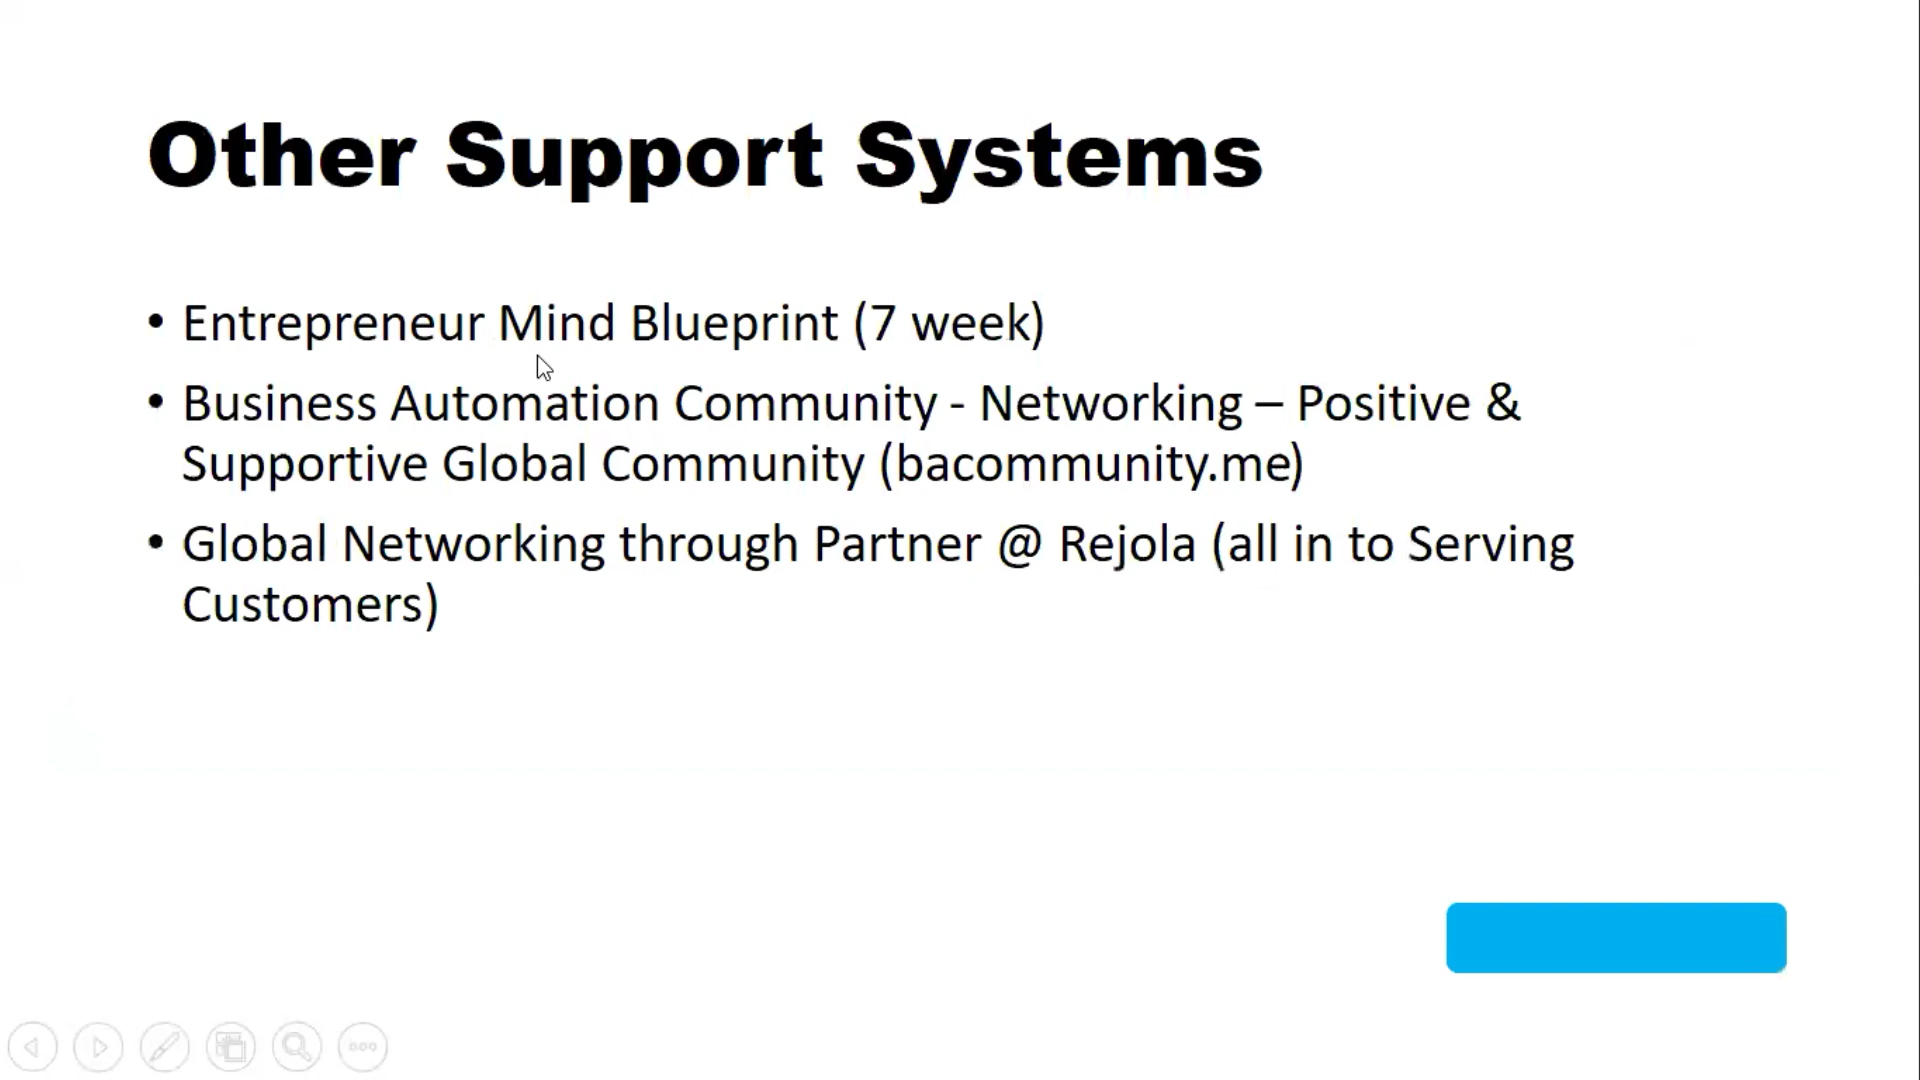 Other Support Systems
• Entrepreneur Mind Blueprint (7 week)
• Business Automation Community - Networking – Positive &
Supportive Global Community (bacommunity.me)
• Global Networking through Partner @ Rejola (all in to Serving
Customers)